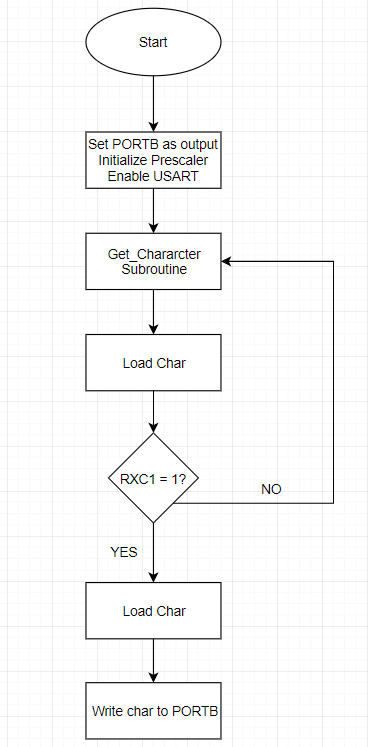 Start
Set PORTB as output
Initialize Prescaler
Enable USART
Get_Chararcter
Subroutine
Load Char
RXC1 = 1?
NO
YES
Load Char
Write char to PORTB